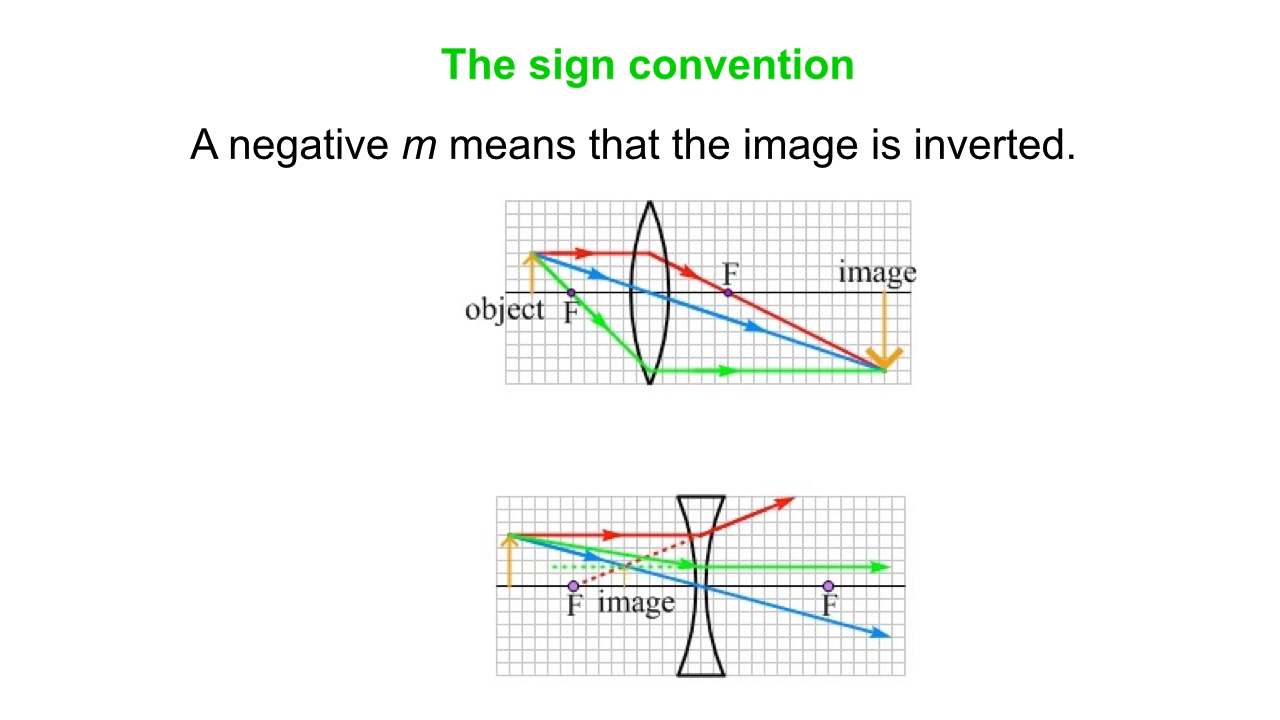 The sign convention
A negative m means that the image is inverted.
F
image
object
F
F
image
F